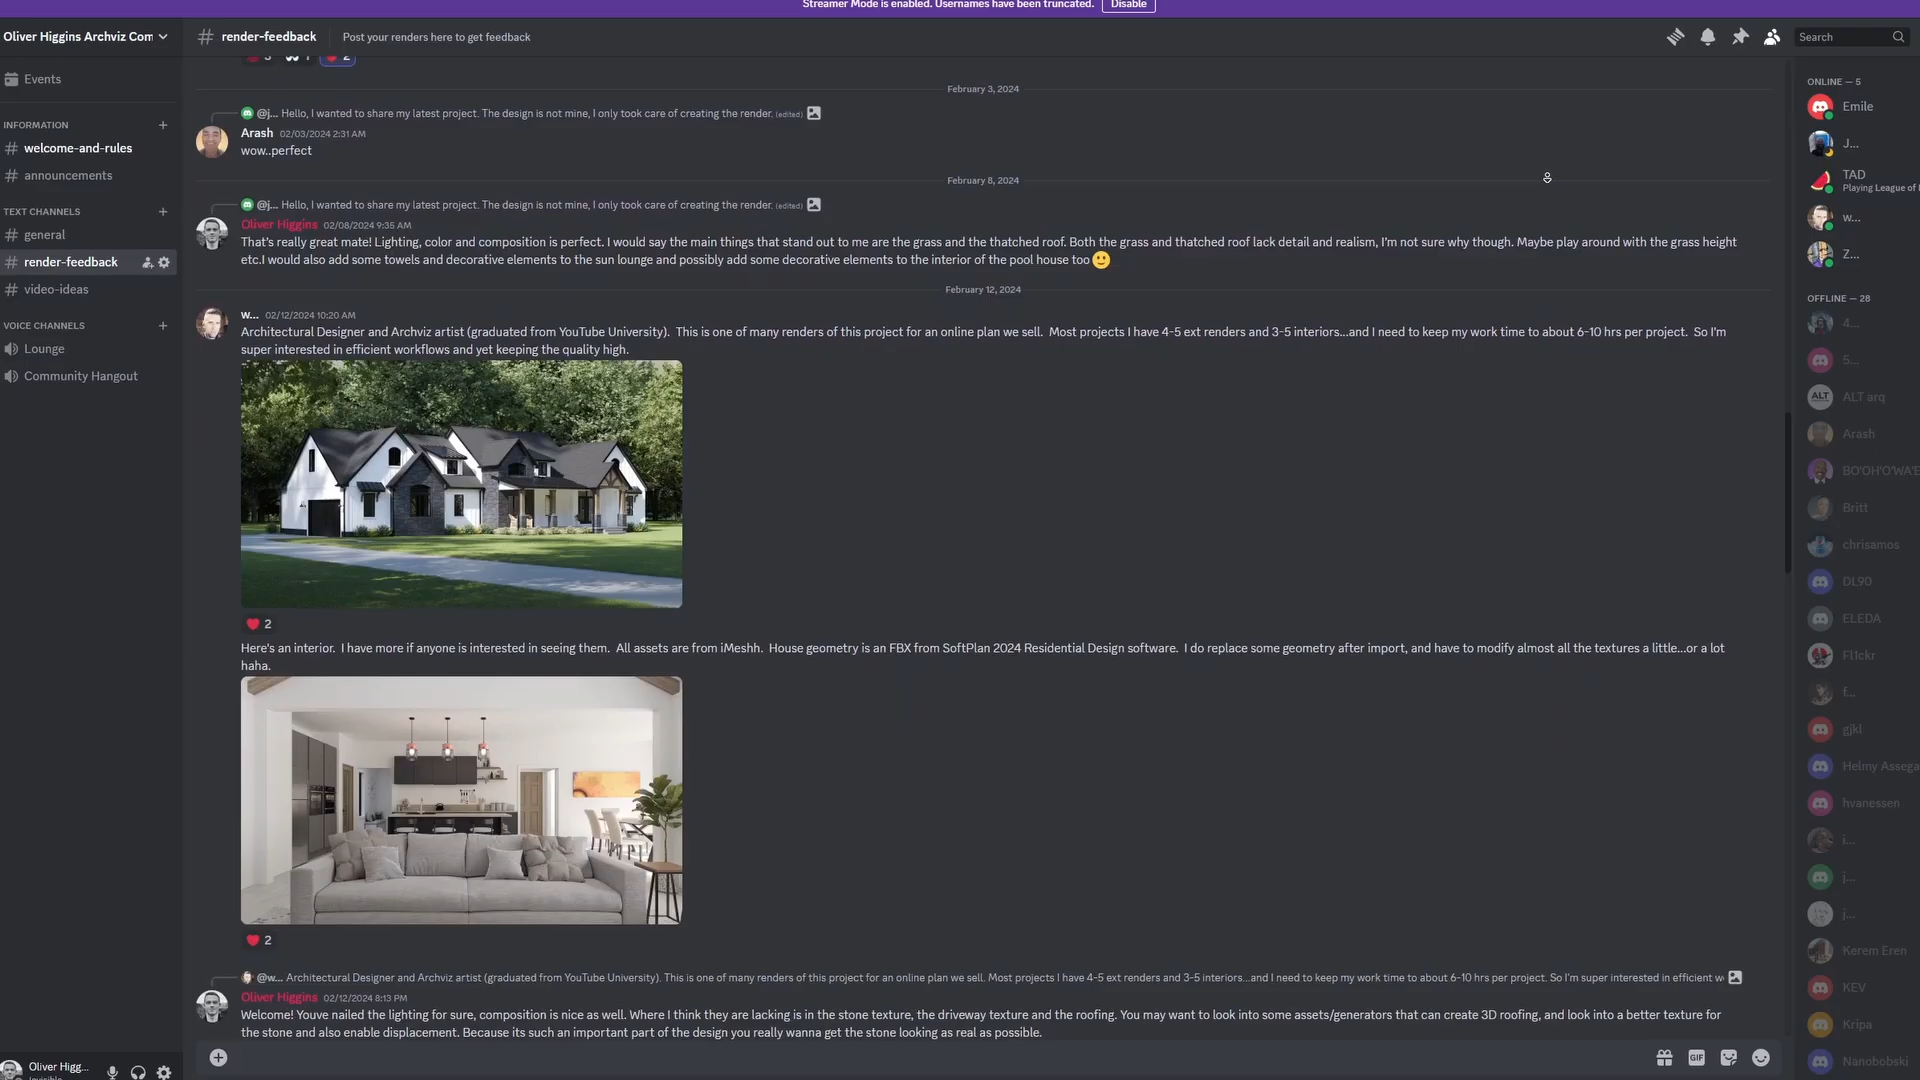 Streamer Mode is enabled. Usernames have been truncated. Disable
Oliver Higgins Archviz Com
render-feedback Post your renders here to get feedback
Search
Events
INFORMATION
welcome-and-rules
announcements
TEXT CHANNELS
general
render-feedback
video-ideas
VOICE CHANNELS
Lounge
Community Hangout
Oliver Higg...
3 1 2
February 3, 2024
@j... Hello, I wanted to share my latest project. The design is not mine, I only took care of creating the render. (edited)
Arash 02/03/2024 2:31 AM
wow..perfect
February 8, 2024
@j... Hello, I wanted to share my latest project. The design is not mine, I only took care of creating the render. (edited)
Oliver Higgins 02/08/2024 9:35 AM
That's really great mate! Lighting, color and composition is perfect. I would say the main things that stand out to me are the grass and the thatched roof. Both the grass and thatched roof lack detail and realism, I'm not sure why though. Maybe play around with the grass height
etc.I would also add some towels and decorative elements to the sun lounge and possibly add some decorative elements to the interior of the pool house too
February 12, 2024
w... 02/12/2024 10:20 AM
Architectural Designer and Archviz artist (graduated from YouTube University). This is one of many renders of this project for an online plan we sell. Most projects I have 4-5 ext renders and 3-5 interiors...and I need to keep my work time to about 6-10 hrs per project. So I'm
super interested in efficient workflows and yet keeping the quality high.
2
Here's an interior. I have more if anyone is interested in seeing them. All assets are from iMeshh. House geometry is an FBX from SoftPlan 2024 Residential Design software. I do replace some geometry after import, and have to modify almost all the textures a little...or a lot
haha.
2
@w... Architectural Designer and Archviz artist (graduated from YouTube University). This is one of many renders of this project for an online plan we sell. Most projects I have 4-5 ext renders and 3-5 interiors...and I need to keep my work time to about 6-10 hrs per project. So I'm super interested in efficient w
Oliver Higgins 02/12/2024 8:13 PM
Welcome! Youve nailed the lighting for sure, composition is nice as well. Where I think they are lacking is in the stone texture, the driveway texture and the roofing. You may want to look into some assets/generators that can create 3D roofing, and look into a better texture for
the stone and also enable displacement. Because its such an important part of the design you really wanna get the stone looking as real as possible.
GIF
ONLINE — 5
Emile
J...
TAD
Playing League of
w...
Z...
OFFLINE — 28
4...
5...
ALT ALT arq
Arash
BO'OH'O'WA'E
Britt
chrisamos
DL90
ELEDA
Fl1ckr
f...
gjkl
Helmy Assega
hvanessen
i...
j...
j...
Kerem Eren
KEV
Kripa
Nanobobski